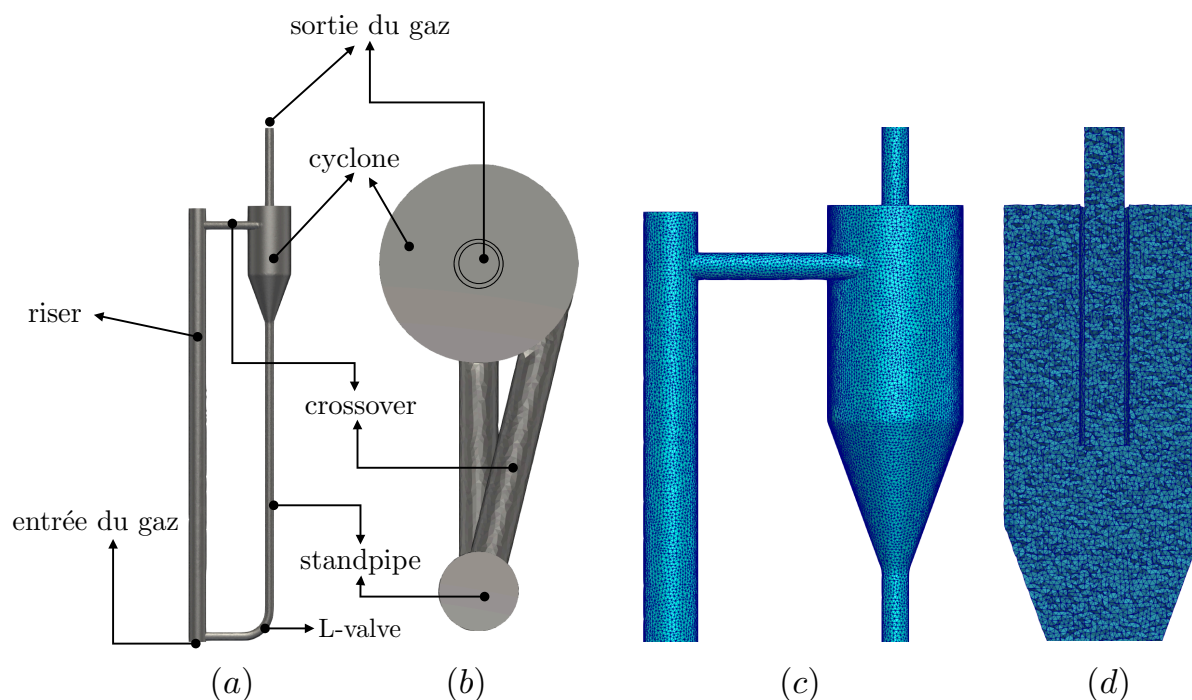 sortie du gaz
cyclone
riser
crossover
entrée du gaz
standpipe
L-valve
(a)
(b)
(c)
(d)